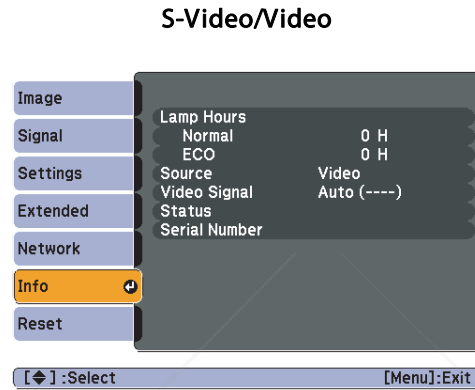 S-Video/Video
Image
Signal
Settings
Extended
Network
Info
Reset
Lamp Hours
Normal 0 H
ECO 0 H
Source Video
Video Signal Auto (----)
Status
Serial Number
[◆] :Select [Menu]:Exit